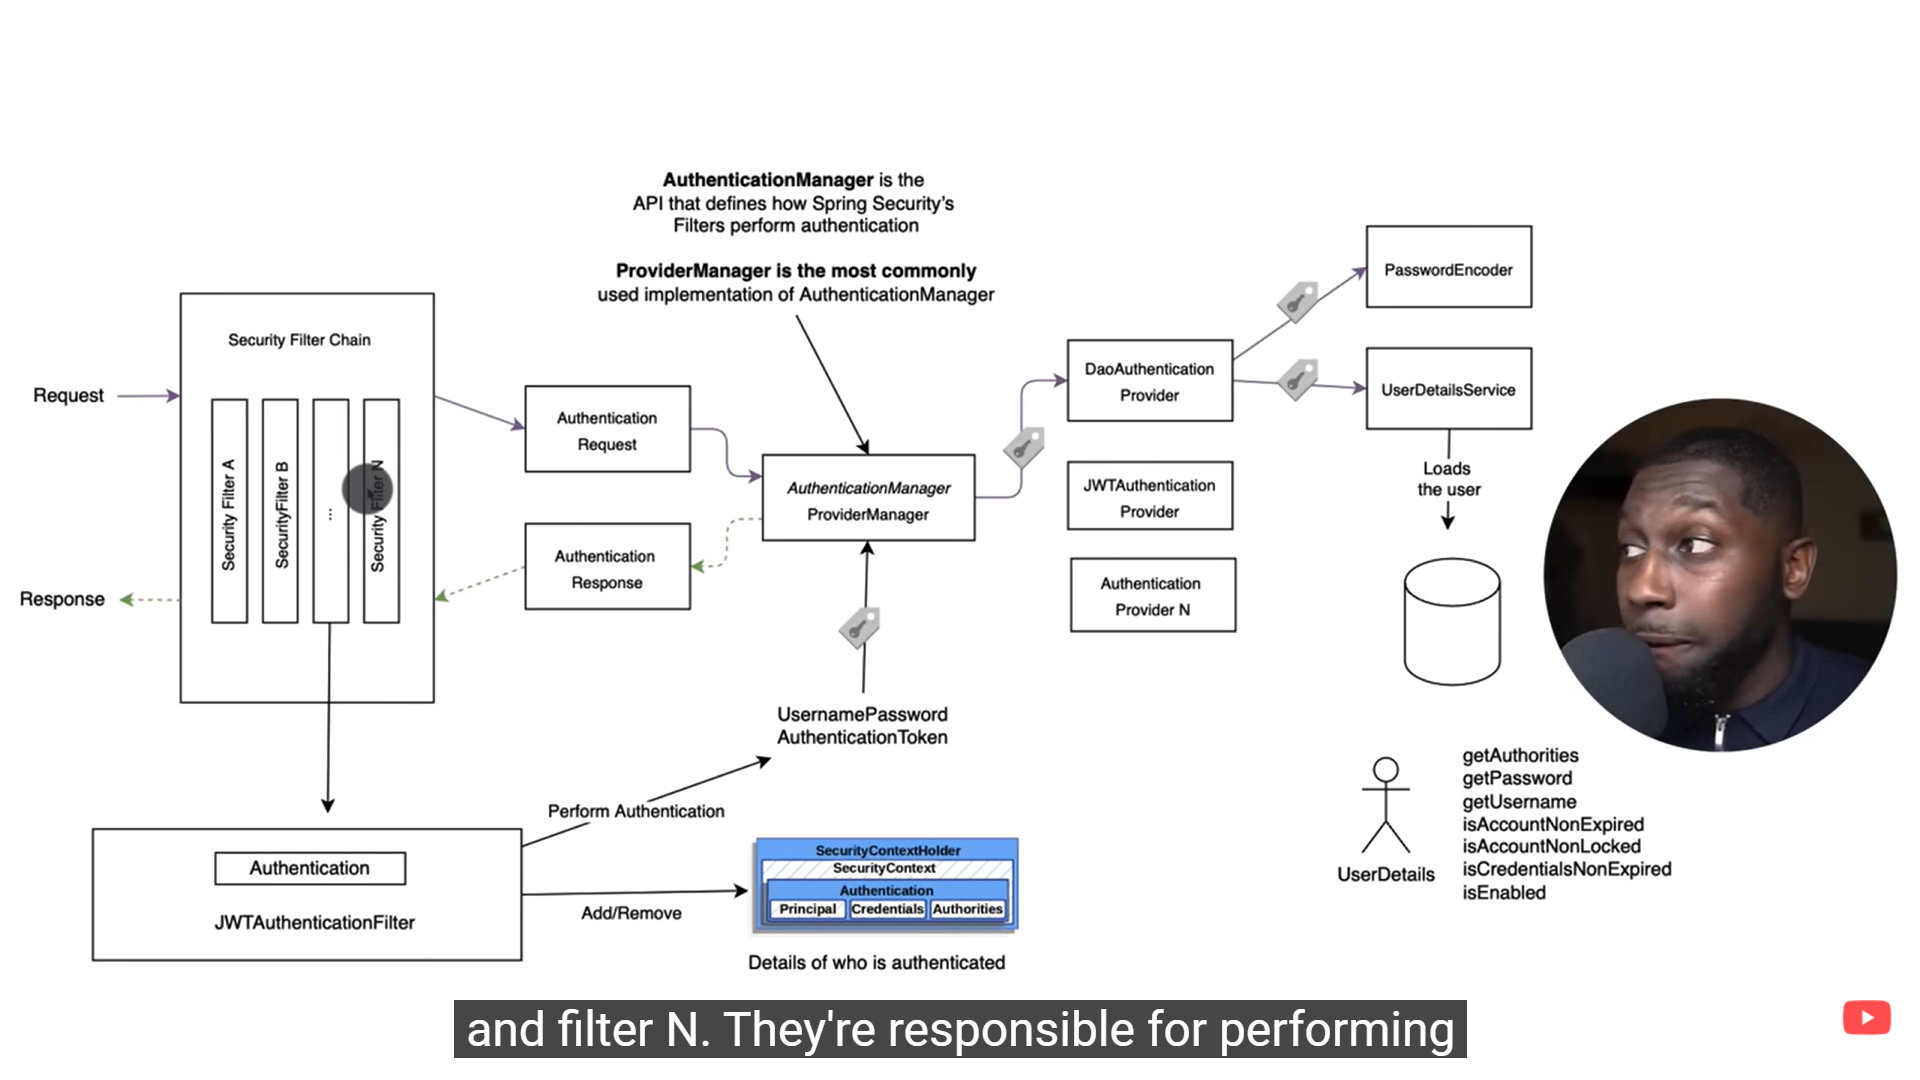 AuthenticationManager is the
API that defines how Spring Security's
Filters perform authentication
ProviderManager is the most commonly
used implementation of AuthenticationManager
Security Filter Chain
Request
Response
Security Filter A
SecurityFilter B
...
Security Filter N
Authentication
Request
Authentication
Response
AuthenticationManager
ProviderManager
DaoAuthentication
Provider
JWTAuthentication
Provider
Authentication
Provider N
PasswordEncoder
UserDetailsService
Loads
the user
UsernamePassword
AuthenticationToken
Perform Authentication
Add/Remove
Authentication
JWTAuthenticationFilter
SecurityContextHolder
SecurityContext
Authentication
Principal
Credentials
Authorities
Details of who is authenticated
UserDetails
getAuthorities
getPassword
getUsername
isAccountNonExpired
isAccountNonLocked
isCredentialsNonExpired
isEnabled
and filter N. They're responsible for performing